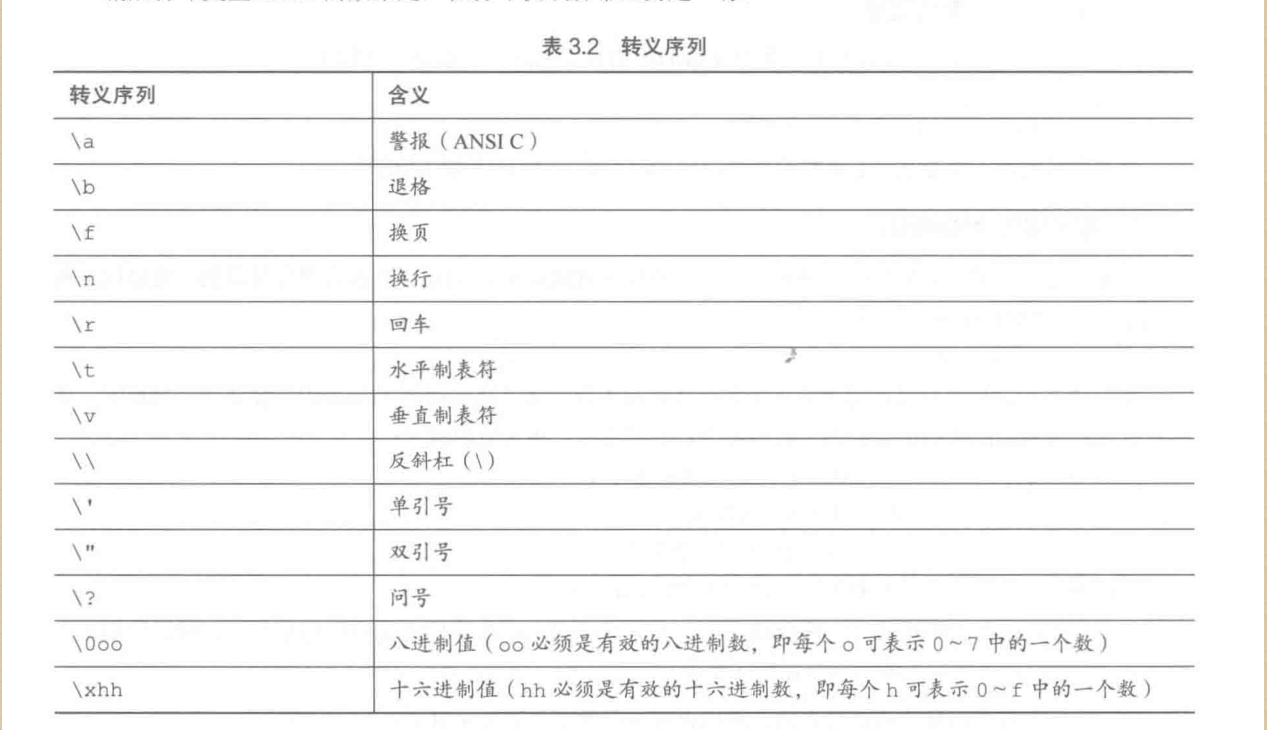 表 3.2 转义序列
转义序列 含义
\a 警报（ANSI C）
\b 退格
\f 换页
\n 换行
\r 回车
\t 水平制表符
\v 垂直制表符
\\ 反斜杠（\）
\' 单引号
\" 双引号
\? 问号
\0oo 八进制值（oo 必须是有效的八进制数，即每个 o 可表示 0~7 中的一个数）
\xhh 十六进制值（hh 必须是有效的十六进制数，即每个 h 可表示 0~f 中的一个数）